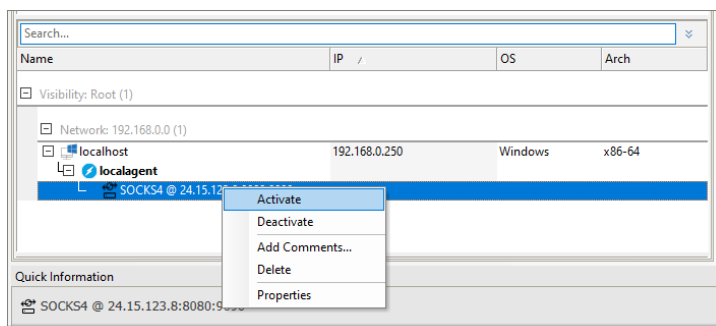 Search...
Name IP OS Arch
Visibility: Root (1)
Network: 192.168.0.0 (1)
localhost 192.168.0.250 Windows x86-64
localagent
SOCKS4 @ 24.15.12
Activate
Deactivate
Add Comments...
Delete
Properties
Quick Information
SOCKS4 @ 24.15.123.8:8080:9090